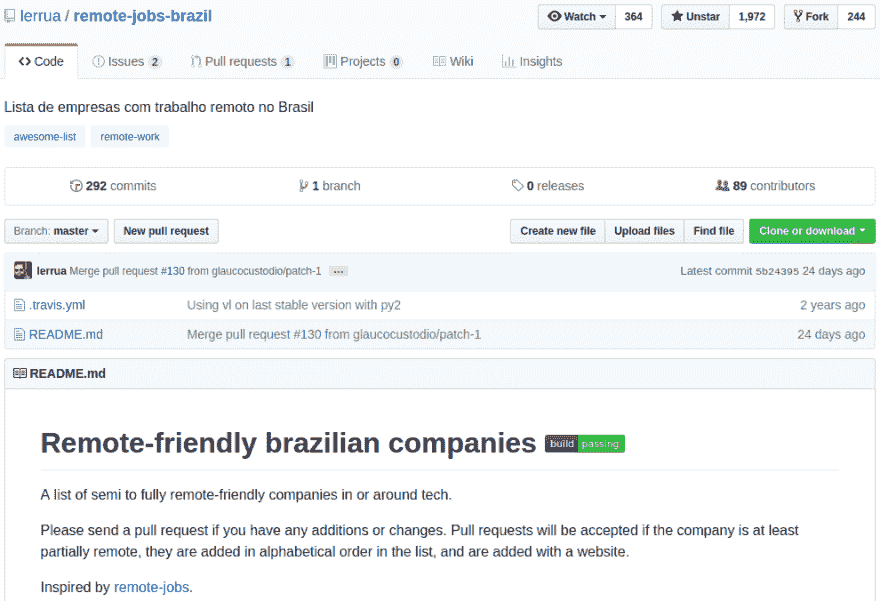 lerrua / remote-jobs-brazil Watch 364 Unstar 1,972 Fork 244
Code Issues 2 Pull requests 1 Projects 0 Wiki Insights
Lista de empresas com trabalho remoto no Brasil
awesome-list remote-work
292 commits 1 branch 0 releases 89 contributors
Branch: master New pull request Create new file Upload files Find file Clone or download
lerrua Merge pull request #130 from glaucocustodio/patch-1 ... Latest commit 5b24395 24 days ago
.travis.yml Using vl on last stable version with py2 2 years ago
README.md Merge pull request #130 from glaucocustodio/patch-1 24 days ago
README.md
Remote-friendly brazilian companies build passing
A list of semi to fully remote-friendly companies in or around tech.
Please send a pull request if you have any additions or changes. Pull requests will be accepted if the company is at least
partially remote, they are added in alphabetical order in the list, and are added with a website.
Inspired by remote-jobs.